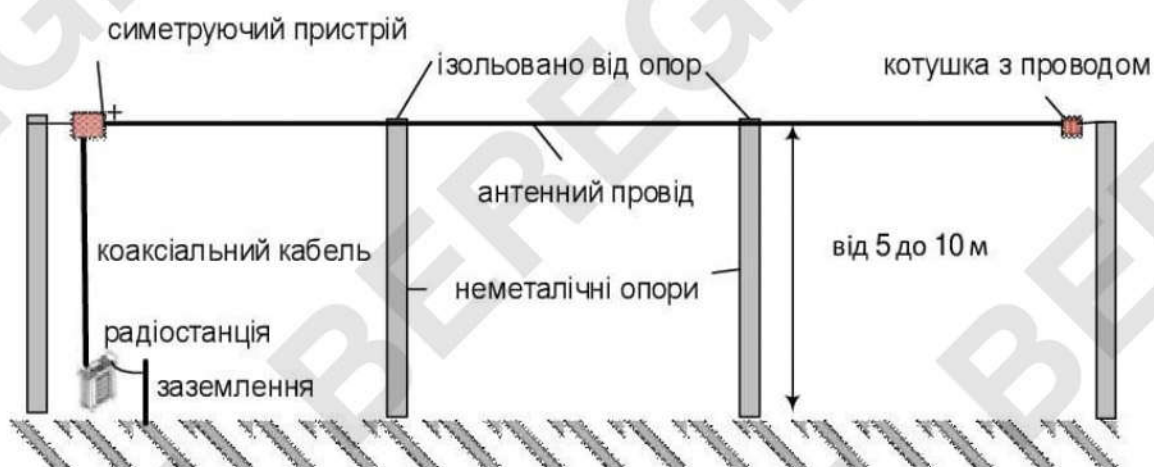 симетруючий пристрій
ізольовано від опор
котушка з проводом
+
антенний провід
коаксіальний кабель
від 5 до 10 м
неметалічні опори
радіостанція
заземлення